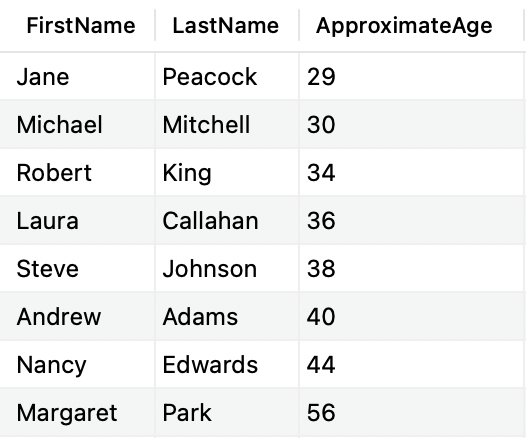 FirstName LastName ApproximateAge
Jane Peacock 29
Michael Mitchell 30
Robert King 34
Laura Callahan 36
Steve Johnson 38
Andrew Adams 40
Nancy Edwards 44
Margaret Park 56